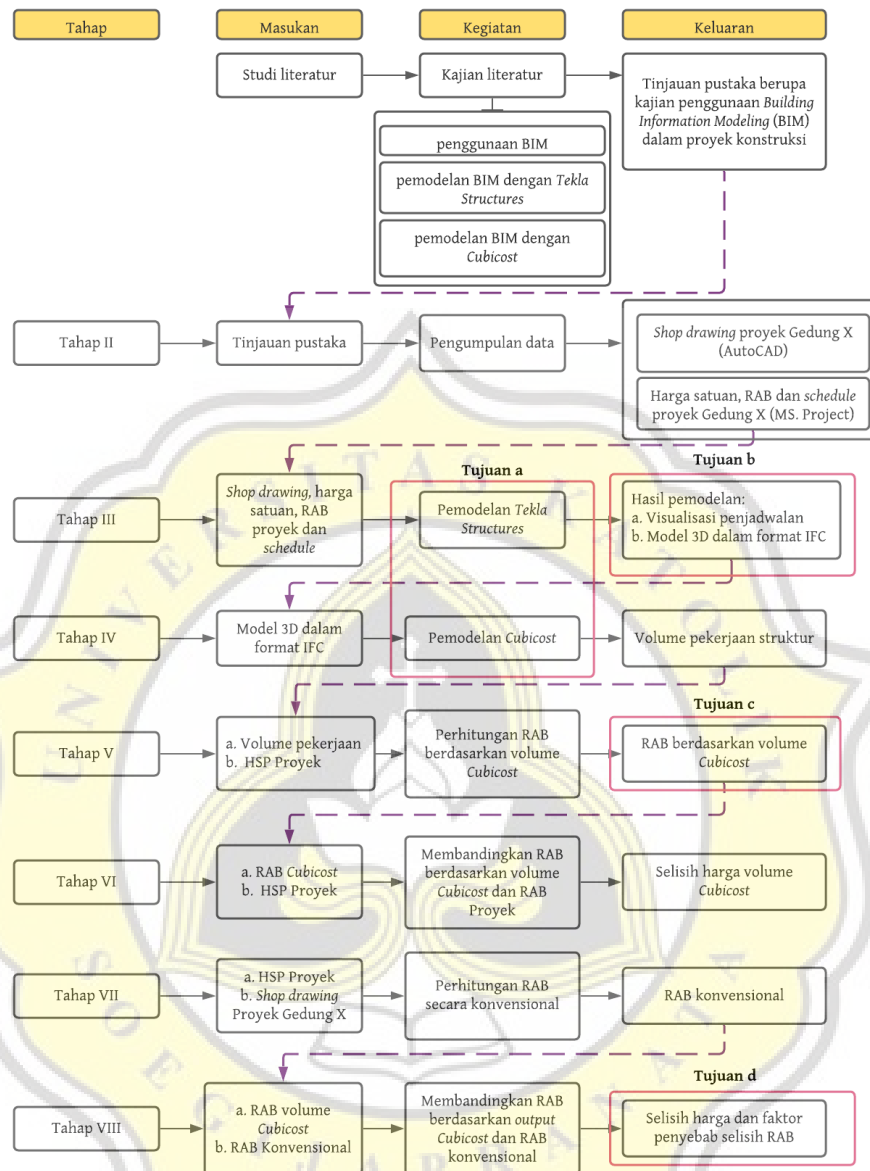 Tahap
Masukan
Kegiatan
Keluaran
Studi literatur
Kajian literatur
Tinjauan pustaka berupa
kajian penggunaan Building
Information Modeling (BIM)
dalam proyek konstruksi
penggunaan BIM
pemodelan BIM dengan Tekla
Structures
pemodelan BIM dengan
Cubicost
Tahap II
Tinjauan pustaka
Pengumpulan data
Shop drawing proyek Gedung X
(AutoCAD)
Harga satuan, RAB dan schedule
proyek Gedung X (MS. Project)
Tujuan a
Tujuan b
Tahap III
Shop drawing, harga
satuan, RAB
proyek dan
schedule
Pemodelan Tekla
Structures
Hasil pemodelan:
a. Visualisasi penjadwalan
b. Model 3D dalam format IFC
Tahap IV
Model 3D dalam
format IFC
Pemodelan Cubicost
Volume pekerjaan struktur
Tujuan c
Tahap V
a. Volume pekerjaan
b. HSP Proyek
Perhitungan RAB
berdasarkan volume
Cubicost
RAB berdasarkan volume
Cubicost
Tahap VI
a. RAB Cubicost
b. HSP Proyek
Membandingkan RAB
berdasarkan volume
Cubicost dan RAB
Proyek
Selisih harga volume
Cubicost
Tahap VII
a. HSP Proyek
b. Shop drawing
Proyek Gedung X
Perhitungan RAB
secara konvensional
RAB konvensional
Tujuan d
Tahap VIII
a. RAB volume
Cubicost
b. RAB Konvensional
Membandingkan RAB
berdasarkan output
Cubicost dan RAB
konvensional
Selisih harga dan faktor
penyebab selisih RAB
UNIVERSITAS KATOLIK
SOEGIJAPRANATA